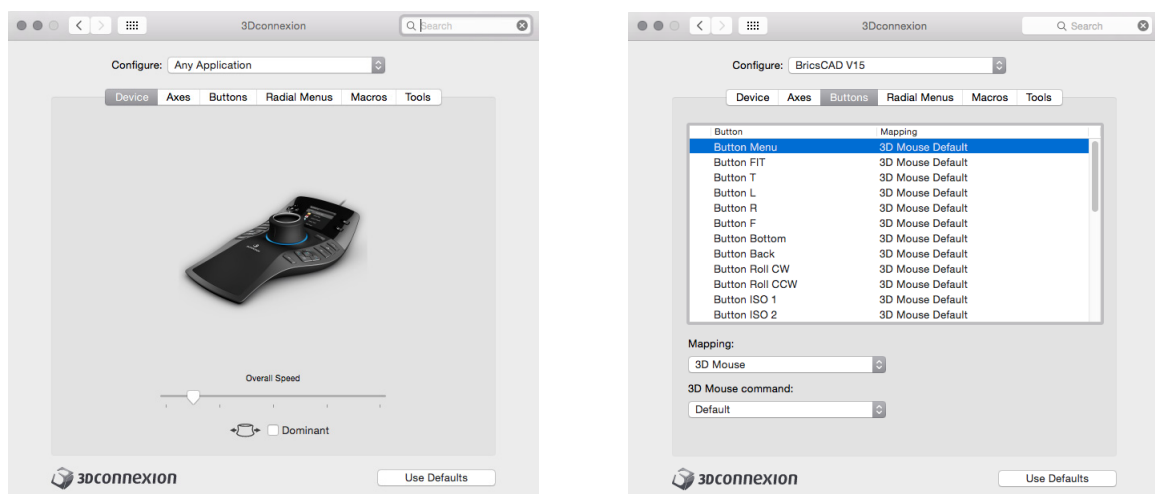 3Dconnexion
Search
Configure: Any Application
Device Axes Buttons Radial Menus Macros Tools
Overall Speed
Dominant
3Dconnexion
Use Defaults
3Dconnexion
Search
Configure: BricsCAD V15
Device Axes Buttons Radial Menus Macros Tools
Button Mapping
Button Menu 3D Mouse Default
Button FIT 3D Mouse Default
Button T 3D Mouse Default
Button L 3D Mouse Default
Button R 3D Mouse Default
Button F 3D Mouse Default
Button Bottom 3D Mouse Default
Button Back 3D Mouse Default
Button Roll CW 3D Mouse Default
Button Roll CCW 3D Mouse Default
Button ISO 1 3D Mouse Default
Button ISO 2 3D Mouse Default
Mapping:
3D Mouse
3D Mouse command:
Default
3Dconnexion
Use Defaults